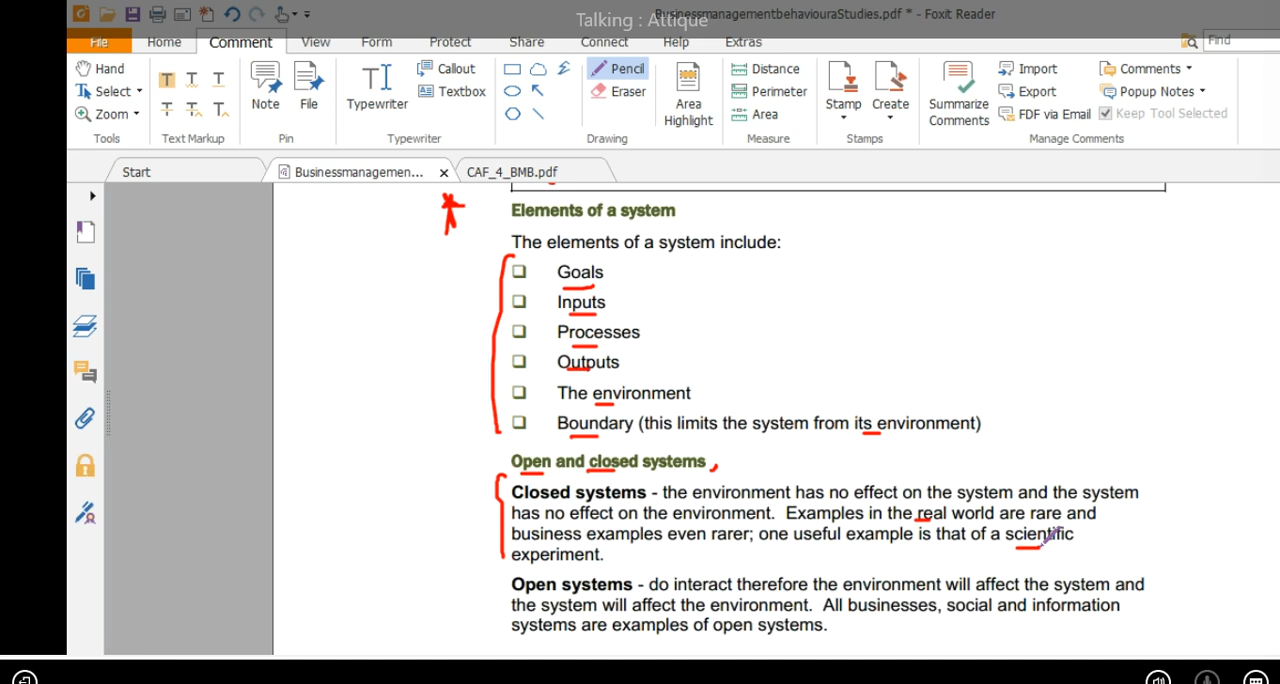 Talking : Attique
BusinessmanagementbehaviouraStudies.pdf * - Foxit Reader
File Home Comment View Form Protect Share Connect Help Extras Find
Hand
Select
Zoom
Tools
T T T
T T T
Text Markup
Note File
Pin
Typewriter
Callout
Textbox
Typewriter
Pencil
Eraser
Area
Highlight
Drawing
Distance
Perimeter
Area
Measure
Stamp Create
Stamps
Summarize
Comments
Import
Export
FDF via Email
Comments
Popup Notes
Keep Tool Selected
Manage Comments
Start Businessmanagemen... CAF_4_BMB.pdf
Elements of a system
The elements of a system include:
Goals
Inputs
Processes
Outputs
The environment
Boundary (this limits the system from its environment)
Open and closed systems
Closed systems - the environment has no effect on the system and the system
has no effect on the environment. Examples in the real world are rare and
business examples even rarer; one useful example is that of a scientific
experiment.
Open systems - do interact therefore the environment will affect the system and
the system will affect the environment. All businesses, social and information
systems are examples of open systems.